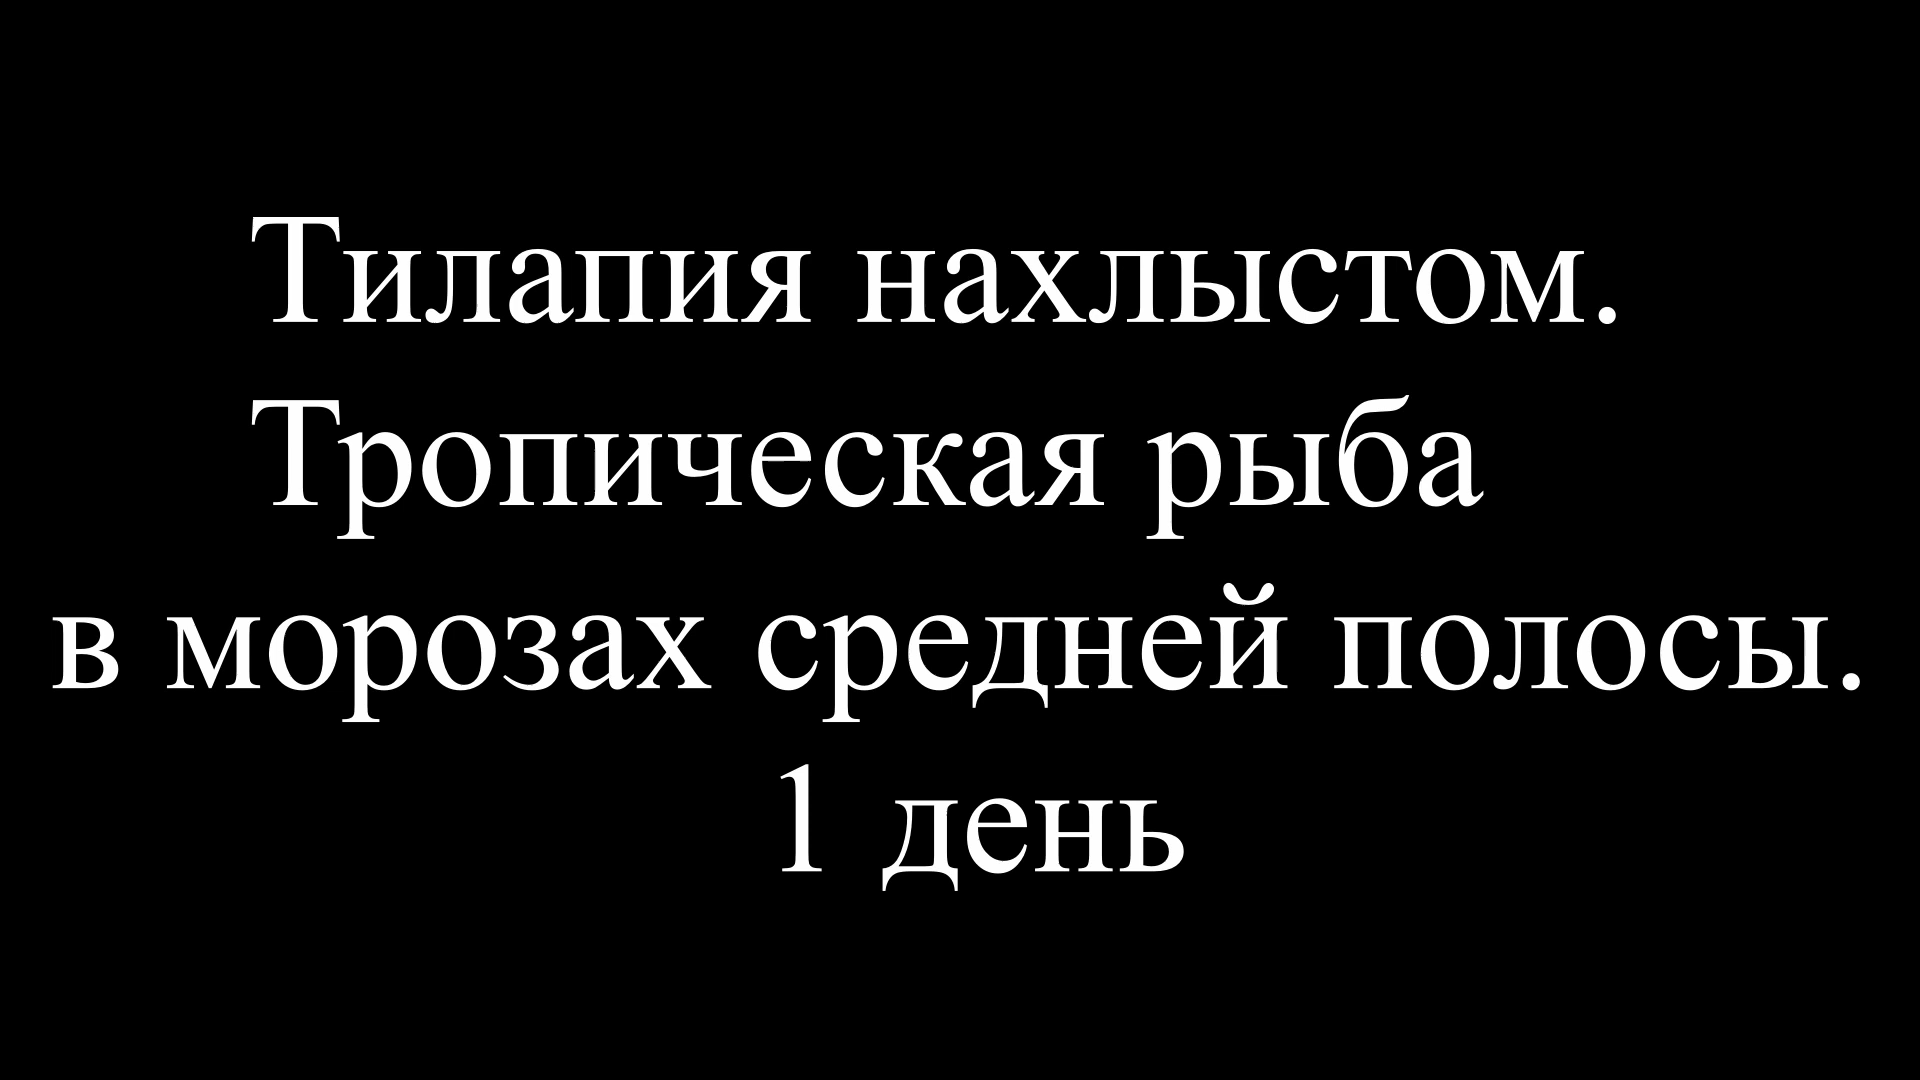 Тилапия нахлыстом.
Тропическая рыба
в морозах средней полосы.
1 день